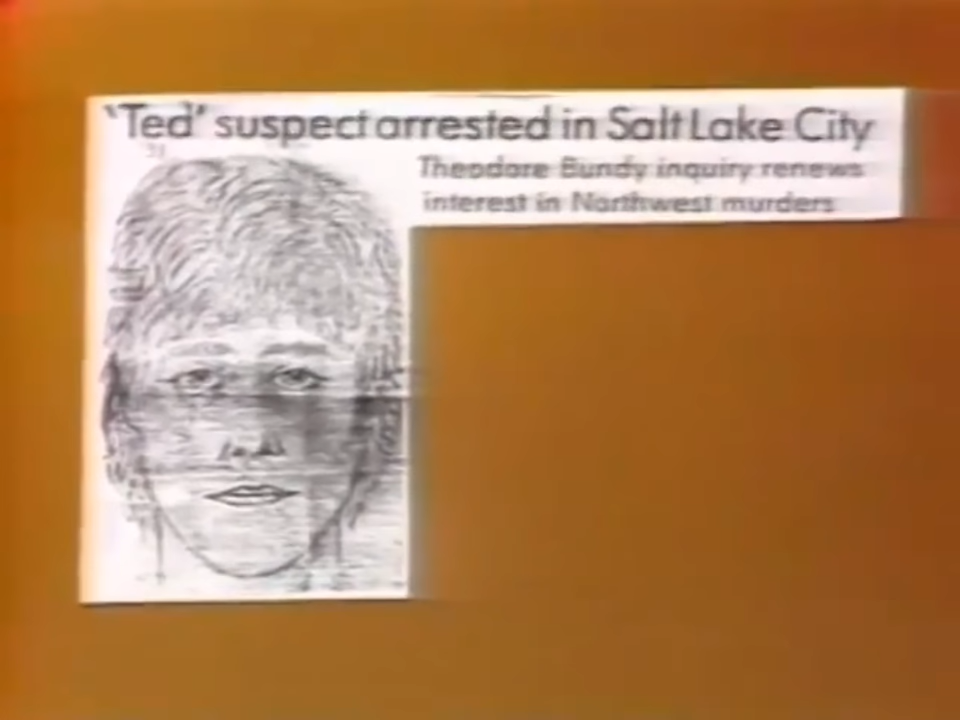 'Ted' suspect arrested in Salt Lake City
Theodore Bundy inquiry renews
interest in Northwest murders